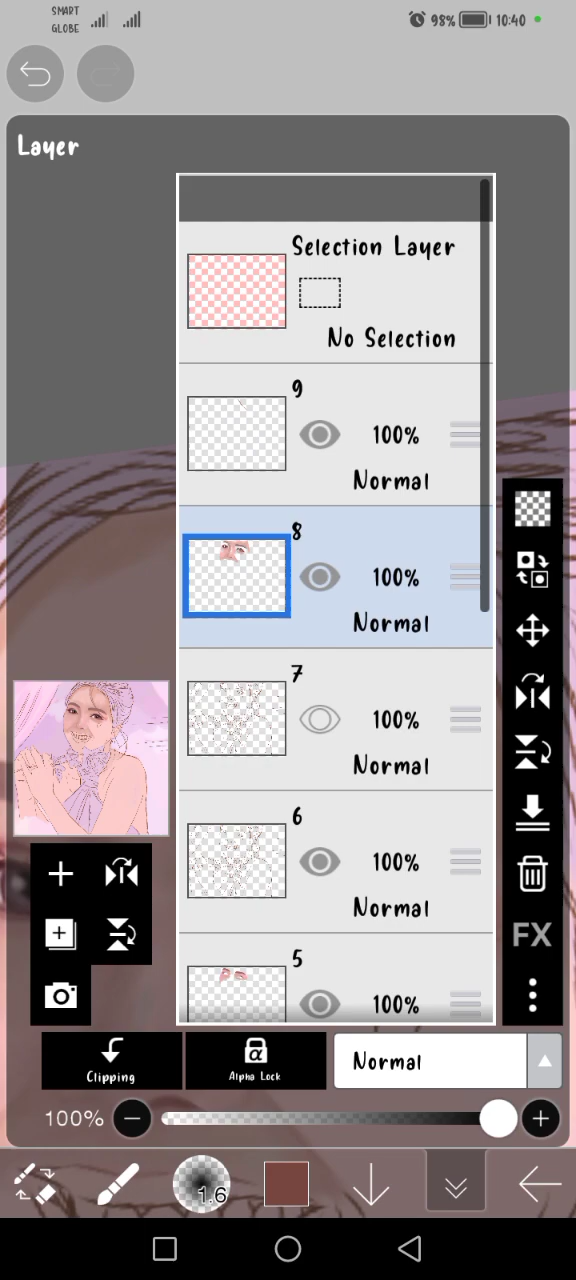 SMART
GLOBE
98%
10:40
Layer
Selection Layer
No Selection
9
100%
Normal
8
100%
Normal
7
100%
Normal
6
100%
Normal
5
100%
FX
Clipping
α
Alpha Lock
Normal
100%
1.6